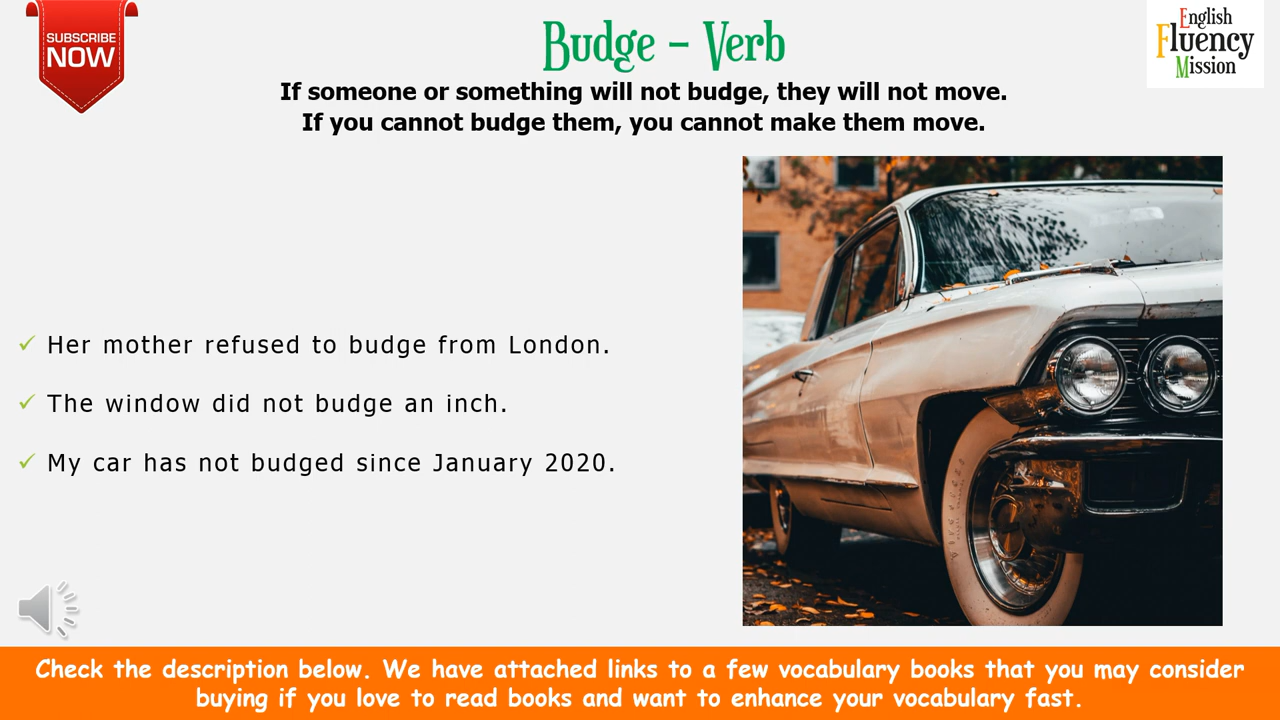 SUBSCRIBE
NOW
Budge – Verb
English
Fluency
Mission
If someone or something will not budge, they will not move.
If you cannot budge them, you cannot make them move.
Her mother refused to budge from London.
The window did not budge an inch.
My car has not budged since January 2020.
Check the description below. We have attached links to a few vocabulary books that you may consider
buying if you love to read books and want to enhance your vocabulary fast.